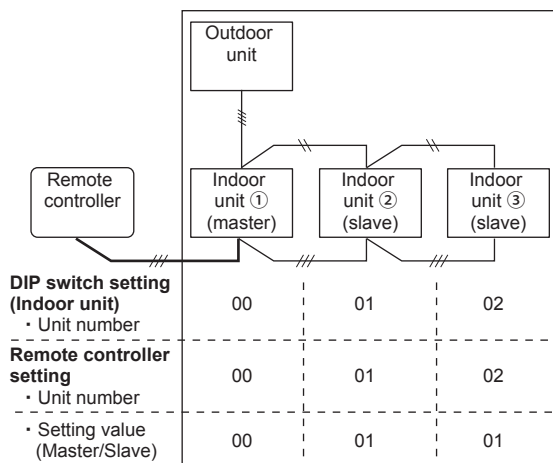 Outdoor
unit
Remote
controller
Indoor
unit ①
(master)
Indoor
unit ②
(slave)
Indoor
unit ③
(slave)
DIP switch setting
(Indoor unit)
・Unit number
00 01 02
Remote controller
setting
・Unit number
00 01 02
・Setting value
(Master/Slave)
00 01 01